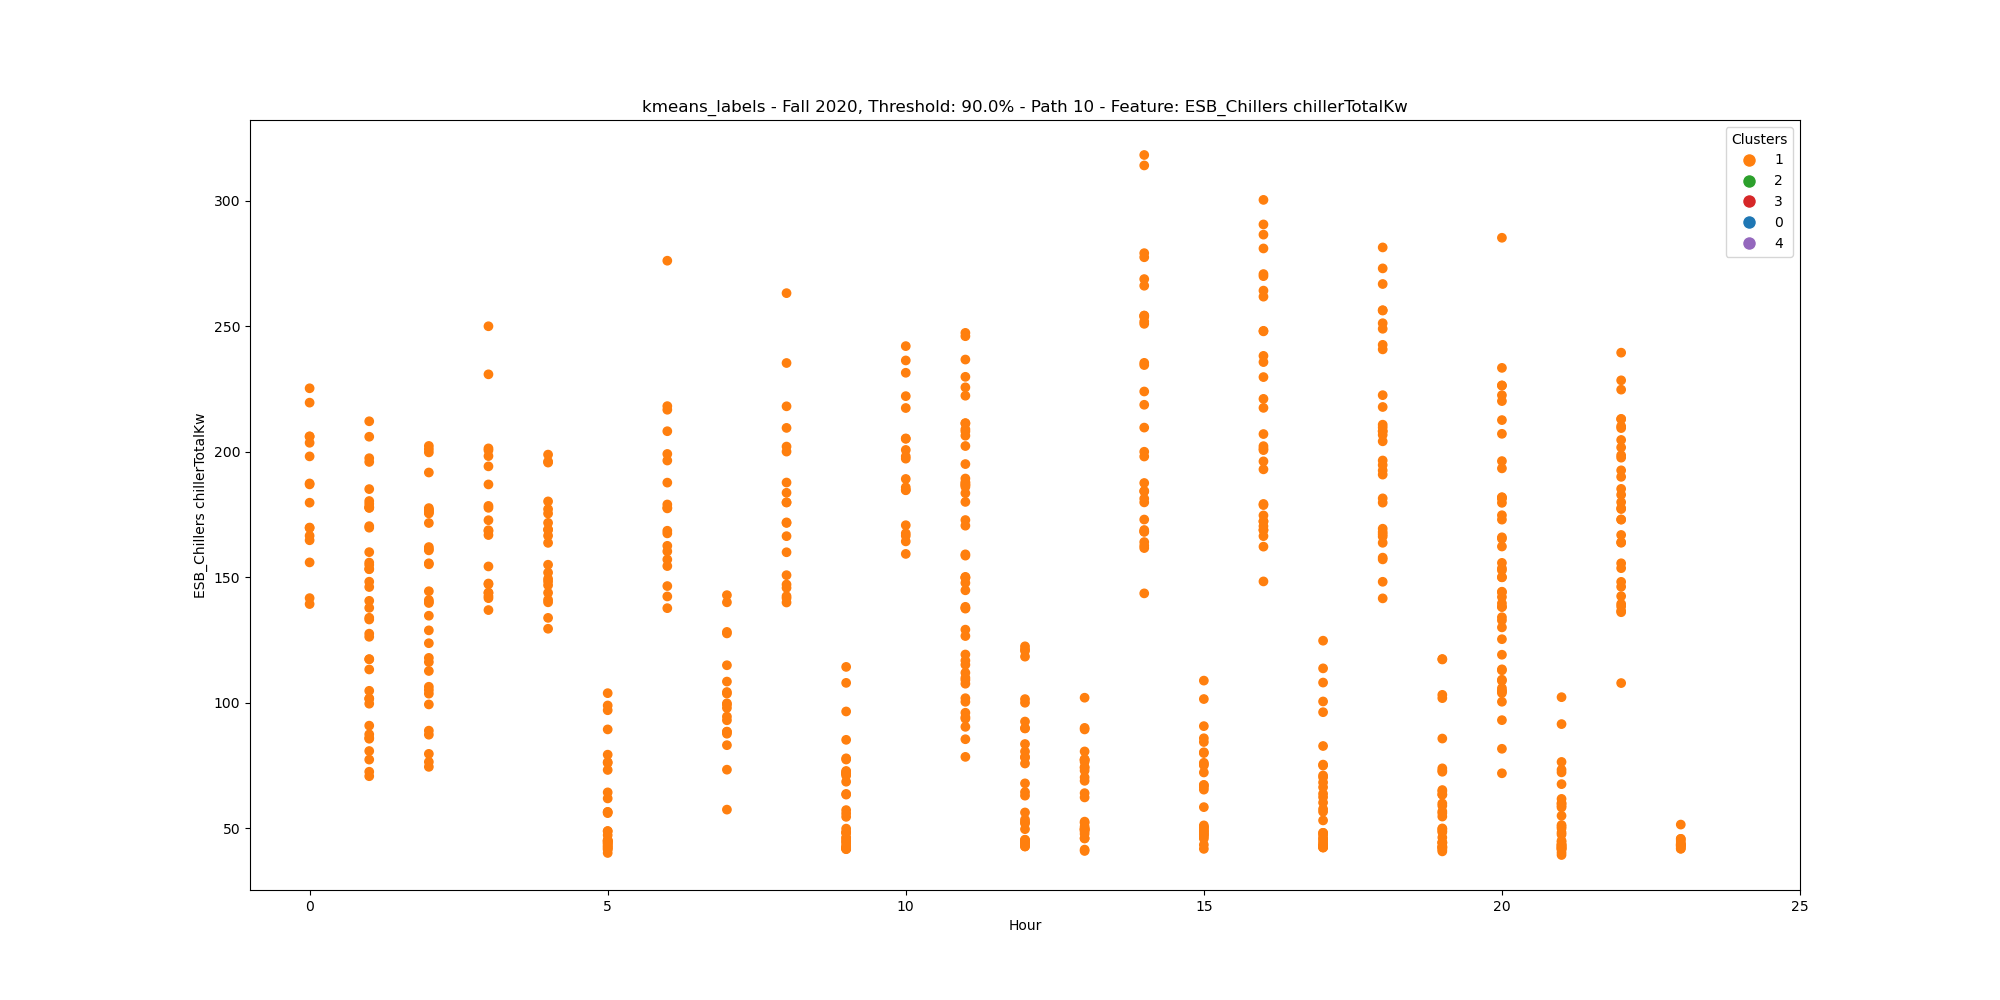 kmeans_labels - Fall 2020, Threshold: 90.0% - Path 10 - Feature: ESB_Chillers chillerTotalKw
Clusters
1
2
3
0
4
ESB_Chillers chillerTotalKw
300
250
200
150
100
50
0 5 10 15 20 25
Hour